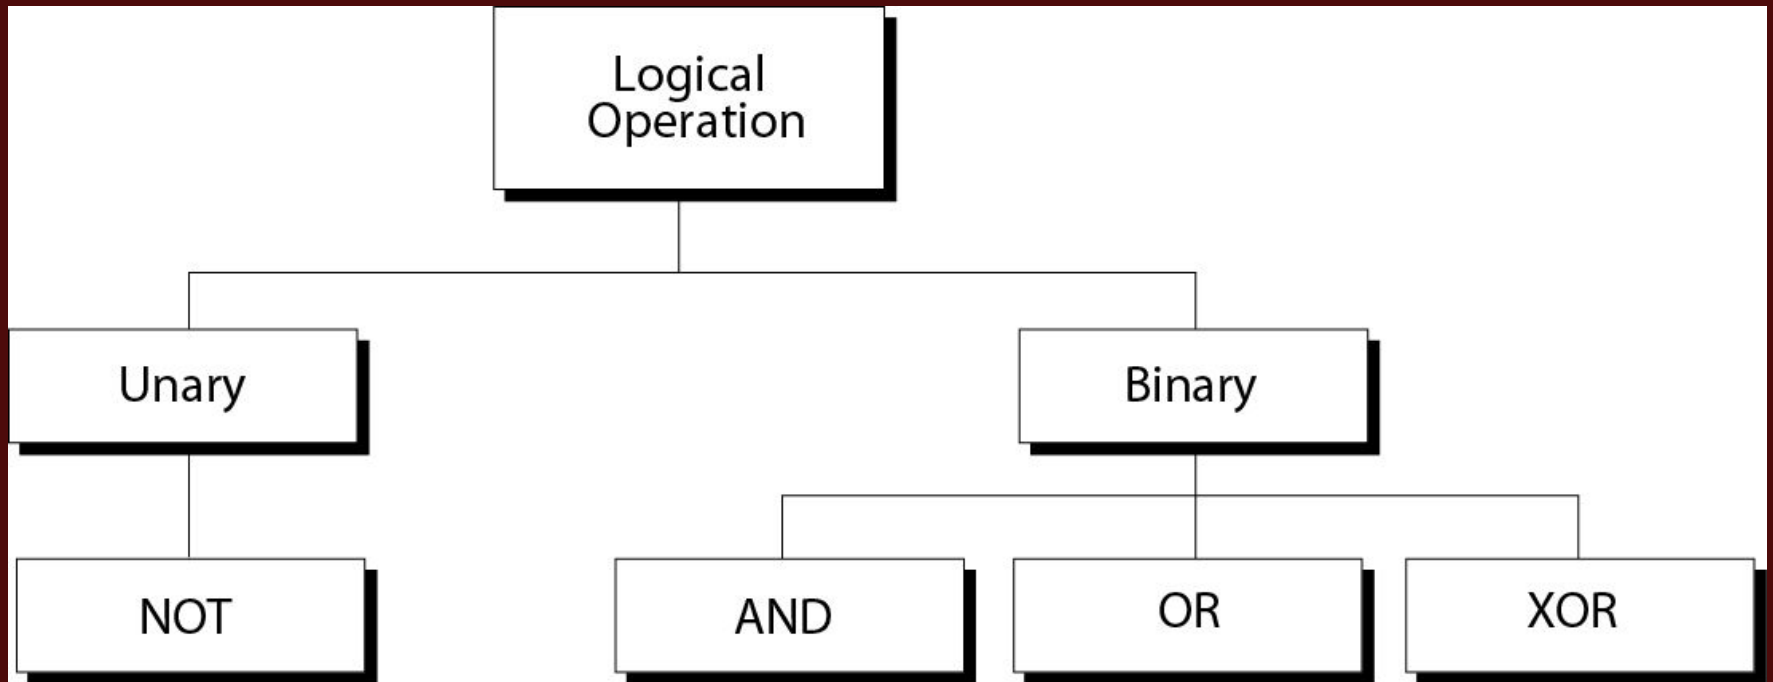 Logical
Operation
Unary
Binary
NOT
AND
OR
XOR